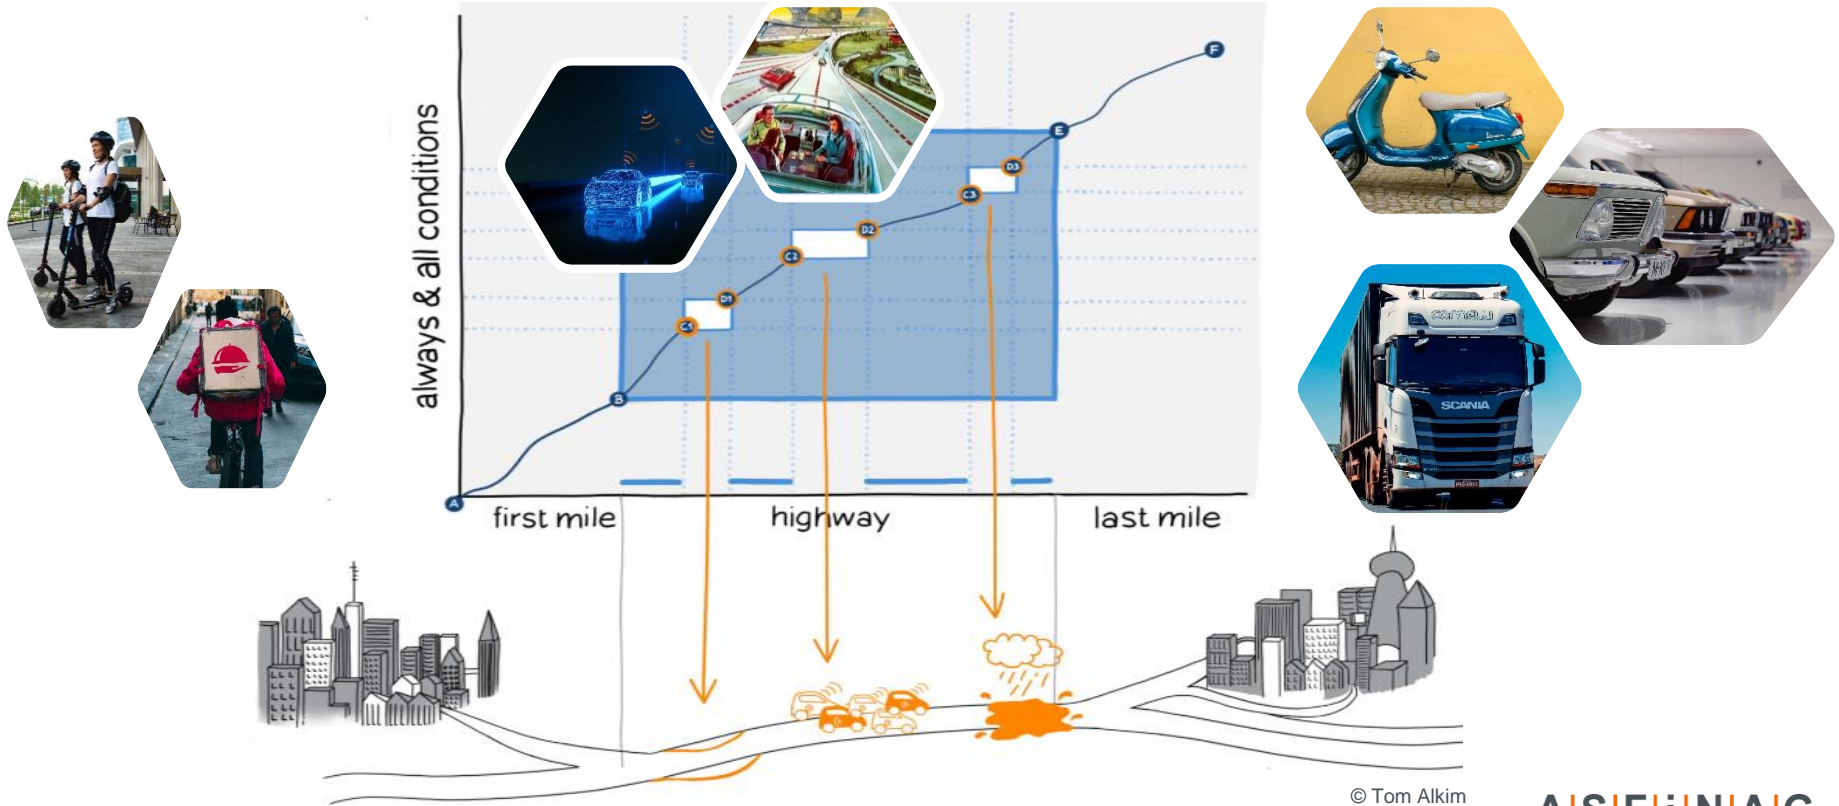 always & all conditions
A
B
C1
D1
C2
D2
C3
D3
E
F
first mile
highway
last mile
SCANIA
© Tom Alkim
A|S|F|i|N|A|G